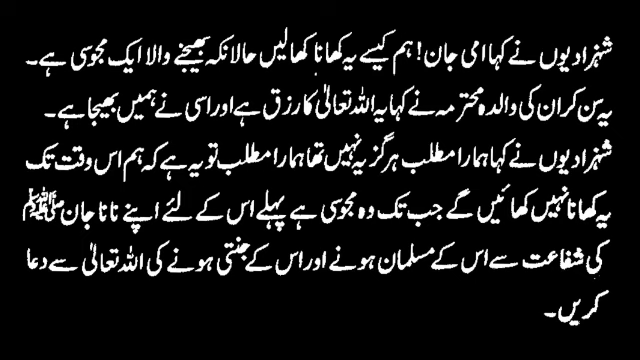 شہزادیوں نے کہا امی جان! ہم کیسے یہ کھانا کھالیں حالانکہ بھیجنے والا ایک مجوسی ہے۔
یہ سن کر ان کی والدہ محترمہ نے کہا یہ اللہ تعالیٰ کا رزق ہے اور اسی نے ہمیں بھیجا ہے۔
شہزادیوں نے کہا ہمارا مطلب ہرگز یہ نہیں تھا ہمارا مطلب تو یہ ہے کہ ہم اس وقت تک
یہ کھانا نہیں کھائیں گے جب تک وہ مجوسی ہے پہلے اس کے لئے اپنے نانا جان ﷺ
کی شفاعت سے اس کے مسلمان ہونے اور اس کے جنتی ہونے کی اللہ تعالیٰ سے دعا
کریں۔